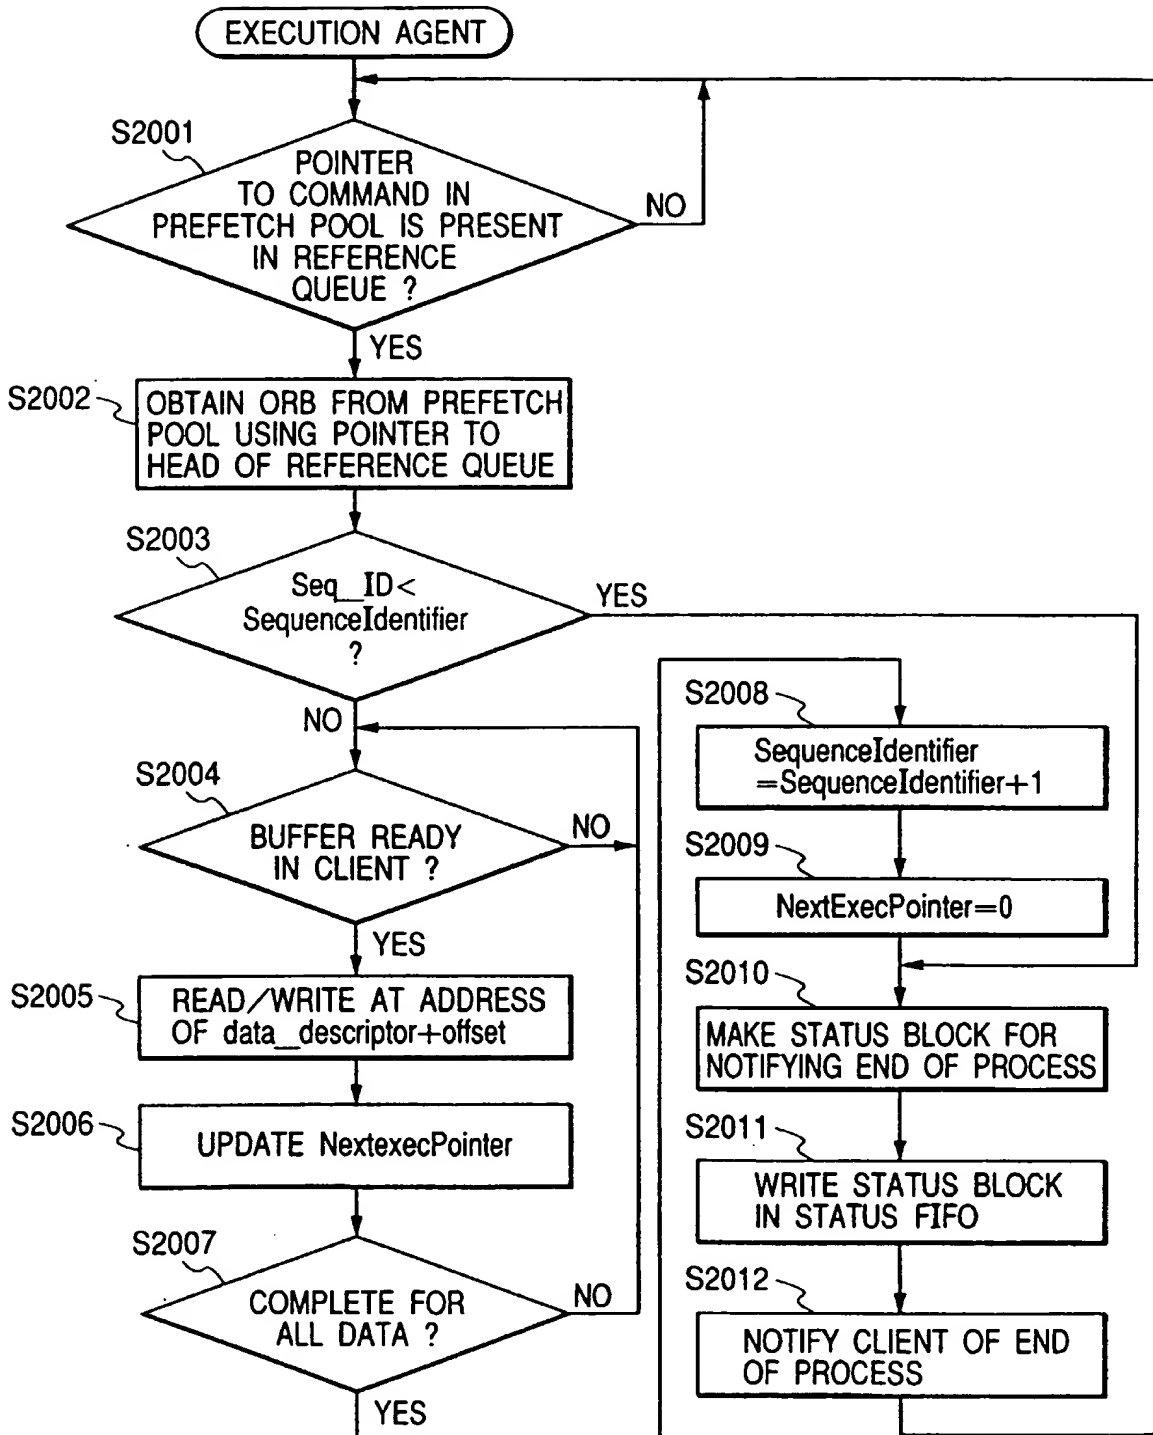 EXECUTION AGENT
S2001
POINTER
TO COMMAND IN
PREFETCH POOL IS PRESENT
IN REFERENCE
QUEUE ?
NO
YES
S2002
OBTAIN ORB FROM PREFETCH
POOL USING POINTER TO
HEAD OF REFERENCE QUEUE
S2003
Seq_ID<
SequenceIdentifier
?
YES
NO
S2004
BUFFER READY
IN CLIENT ?
NO
YES
S2005
READ/WRITE AT ADDRESS
OF data_descriptor+offset
S2006
UPDATE NextexecPointer
S2007
COMPLETE FOR
ALL DATA ?
NO
YES
S2008
SequenceIdentifier
=SequenceIdentifier+1
S2009
NextExecPointer=0
S2010
MAKE STATUS BLOCK FOR
NOTIFYING END OF PROCESS
S2011
WRITE STATUS BLOCK
IN STATUS FIFO
S2012
NOTIFY CLIENT OF END
OF PROCESS